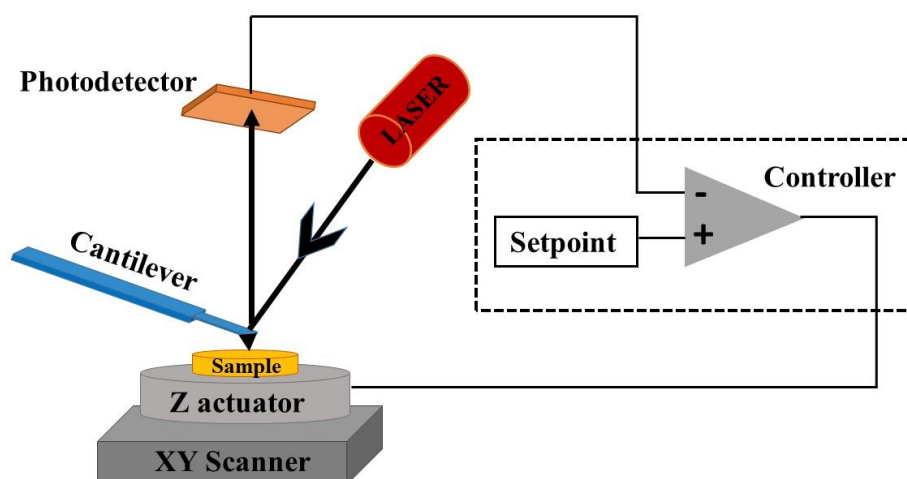 Photodetector
LASER
Controller
-
+
Setpoint
Cantilever
Sample
Z actuator
XY Scanner